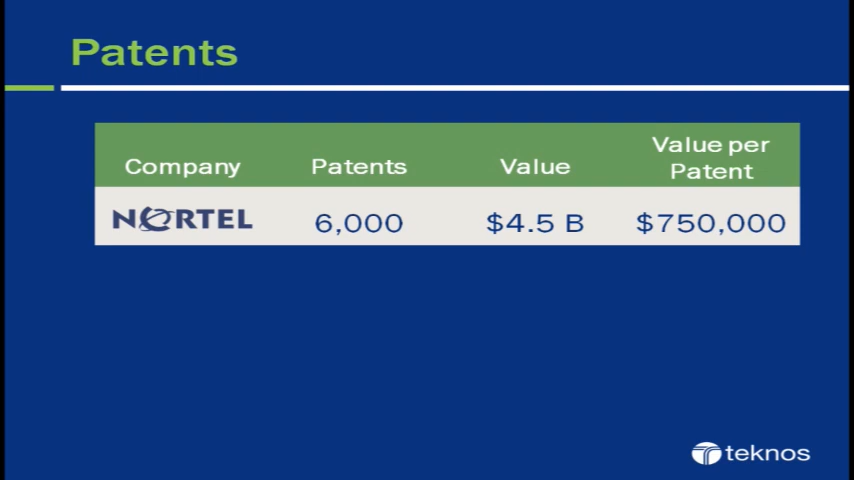 Patents
Company Patents Value Value per Patent
NORTEL 6,000 $4.5 B $750,000
teknos